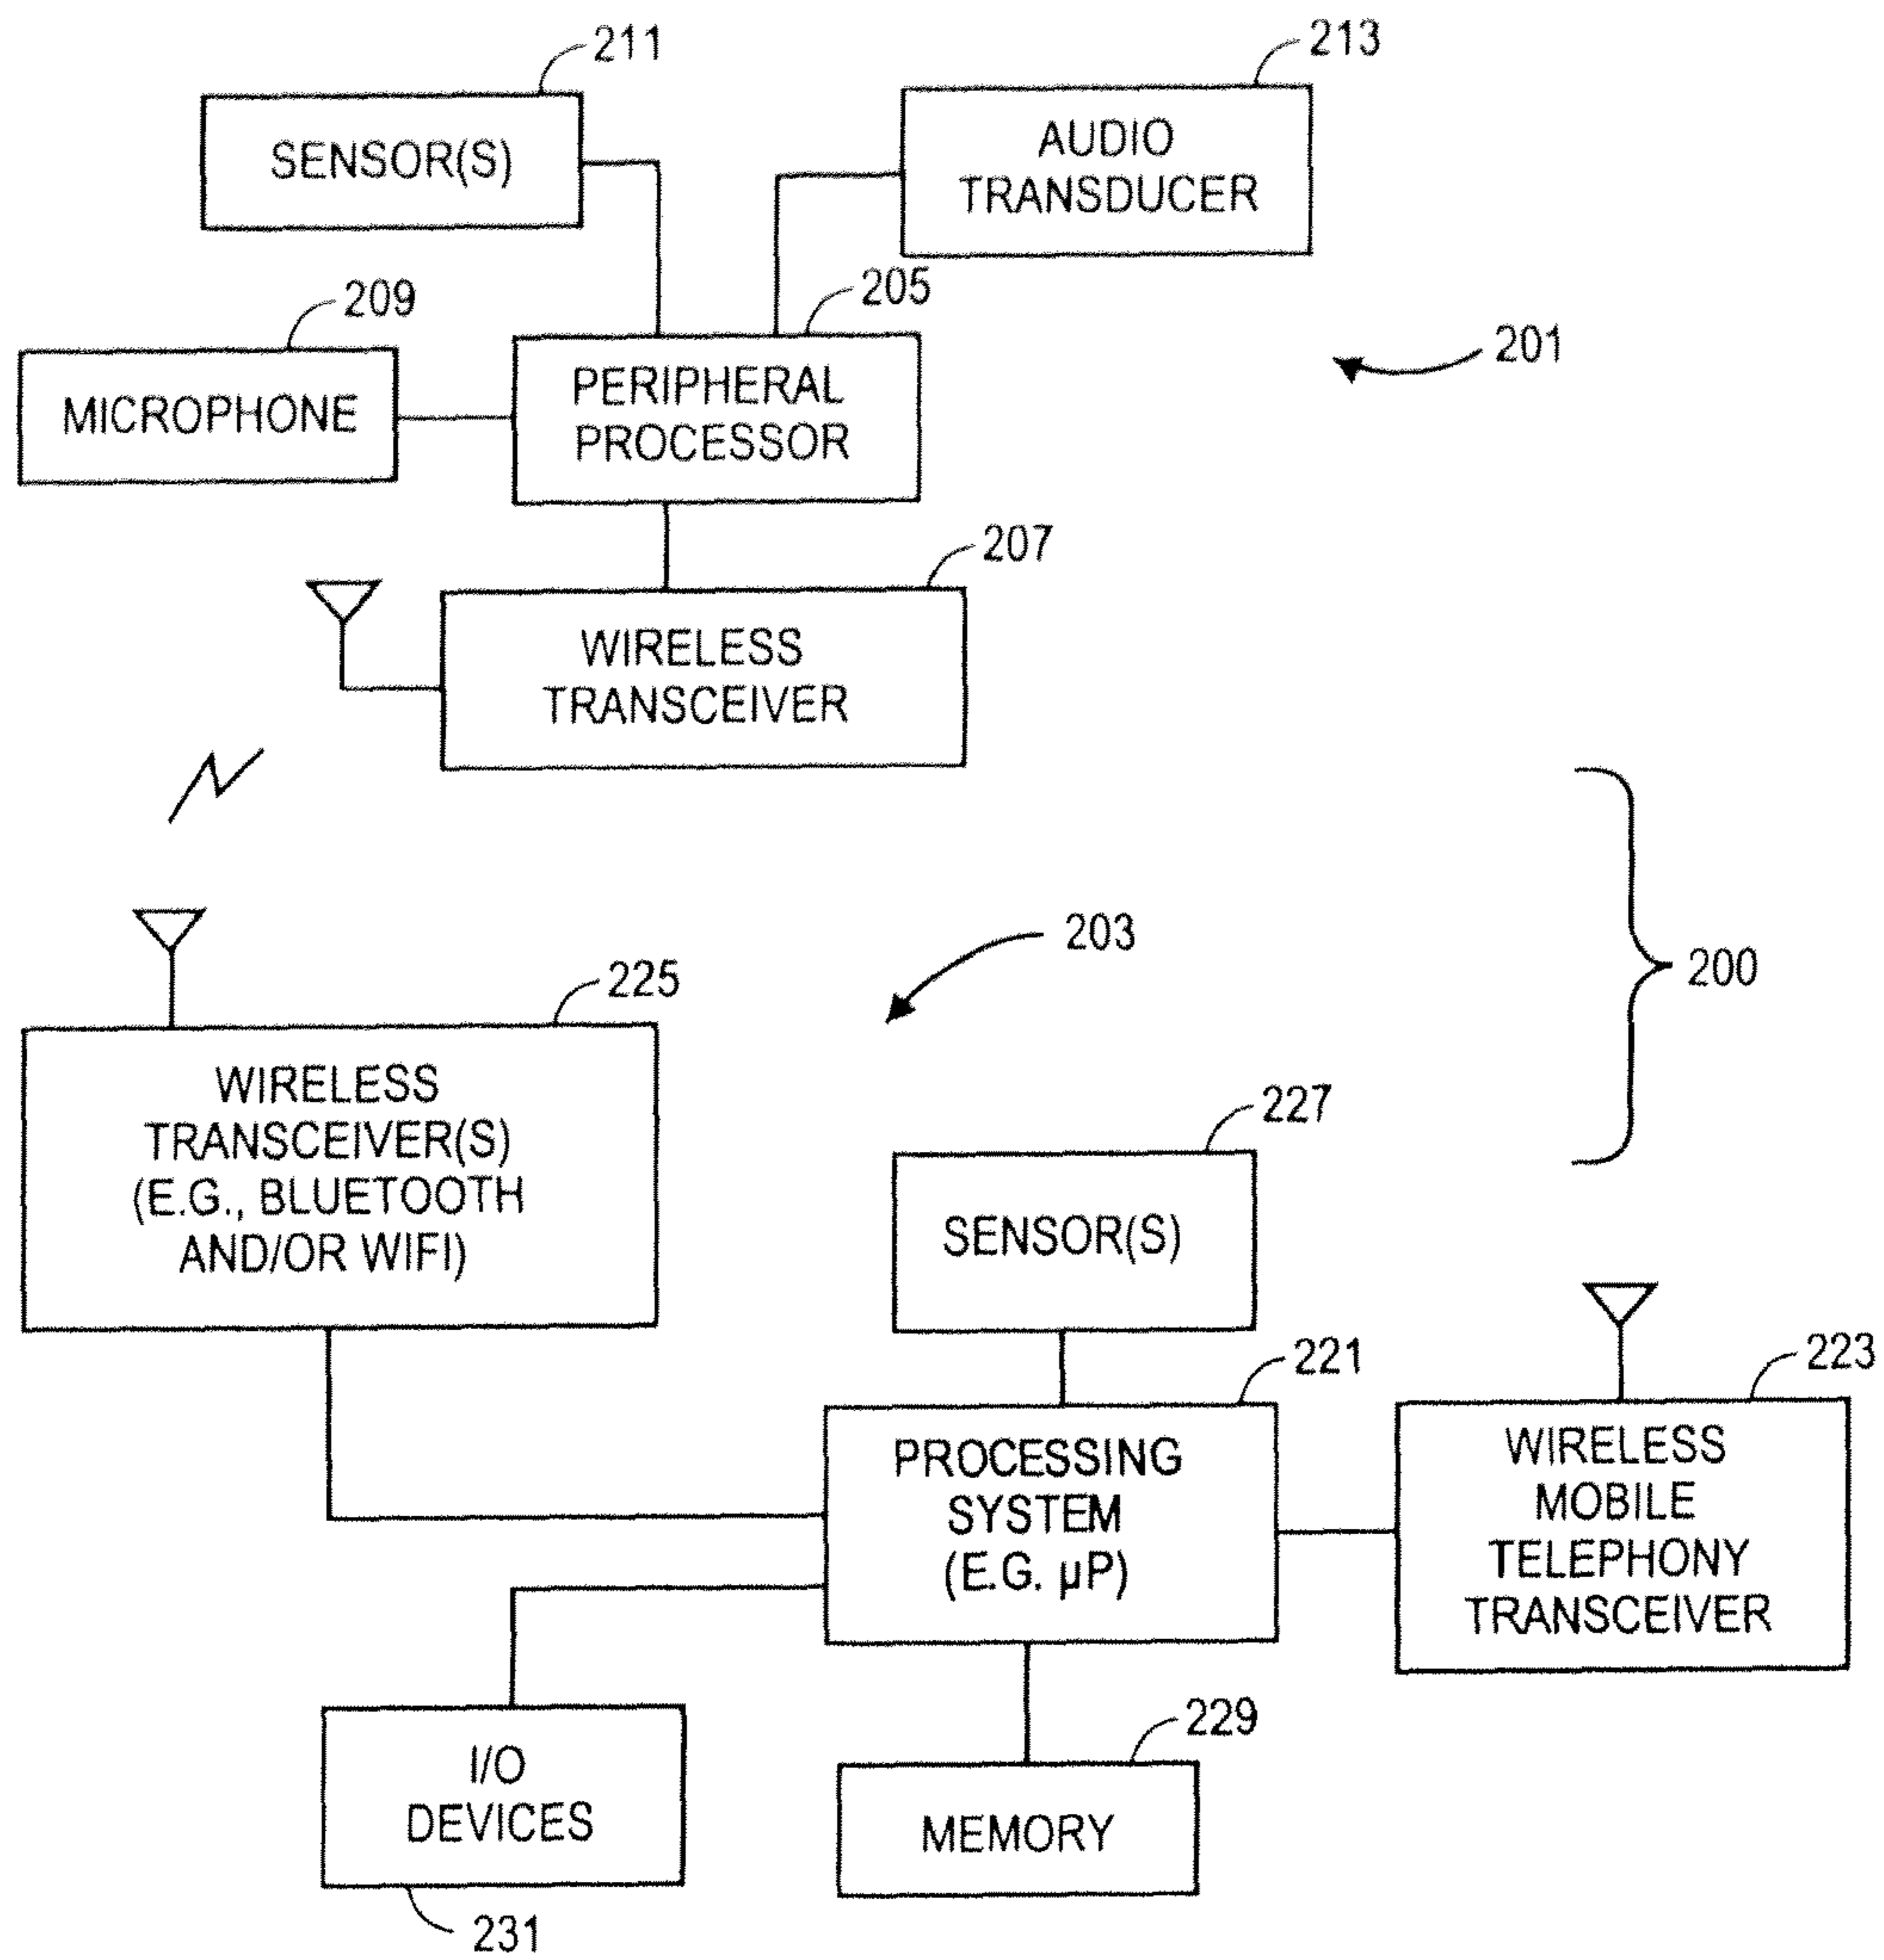 211
SENSOR(S)
213
AUDIO
TRANSDUCER
209
MICROPHONE
205
PERIPHERAL
PROCESSOR
201
207
WIRELESS
TRANSCEIVER
200
203
225
WIRELESS
TRANSCEIVER(S)
(E.G., BLUETOOTH
AND/OR WIFI)
227
SENSOR(S)
221
PROCESSING
SYSTEM
(E.G. µP)
223
WIRELESS
MOBILE
TELEPHONY
TRANSCEIVER
I/O
DEVICES
231
229
MEMORY